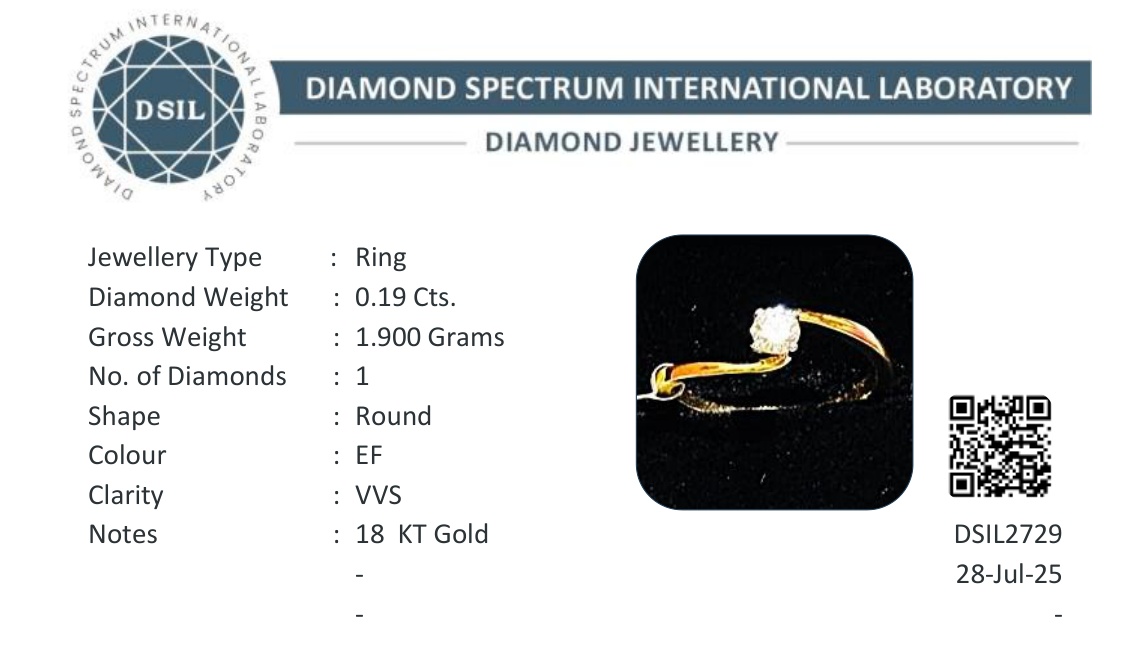 DIAMOND SPECTRUM INTERNATIONAL LABORATORY
DSIL
DIAMOND SPECTRUM INTERNATIONAL LABORATORY
DIAMOND JEWELLERY
Jewellery Type : Ring
Diamond Weight : 0.19 Cts.
Gross Weight : 1.900 Grams
No. of Diamonds : 1
Shape : Round
Colour : EF
Clarity : VVS
Notes : 18 KT Gold
-
-
DSIL2729
28-Jul-25
-